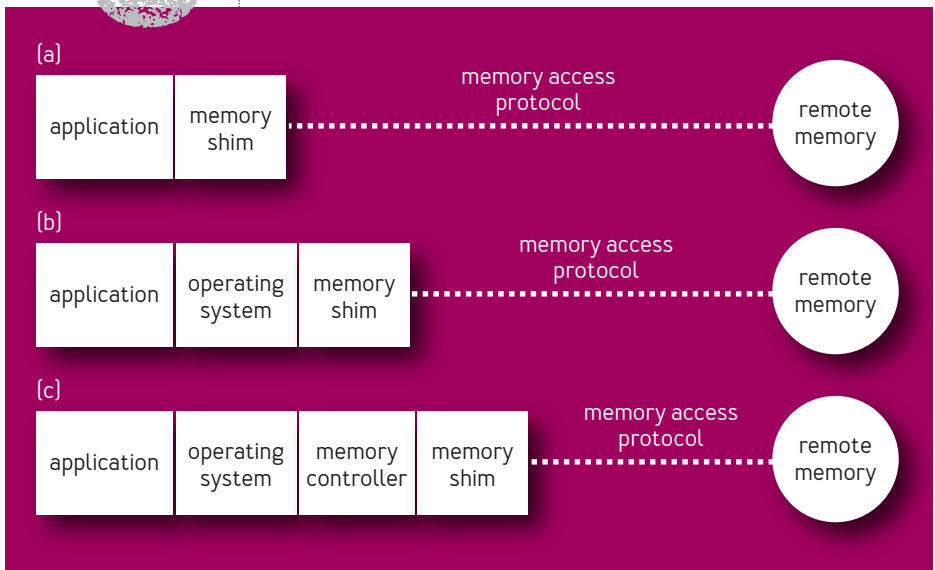 (a)
application
memory
shim
memory access
protocol
remote
memory
(b)
application
operating
system
memory
shim
memory access
protocol
remote
memory
(c)
application
operating
system
memory
controller
memory
shim
memory access
protocol
remote
memory